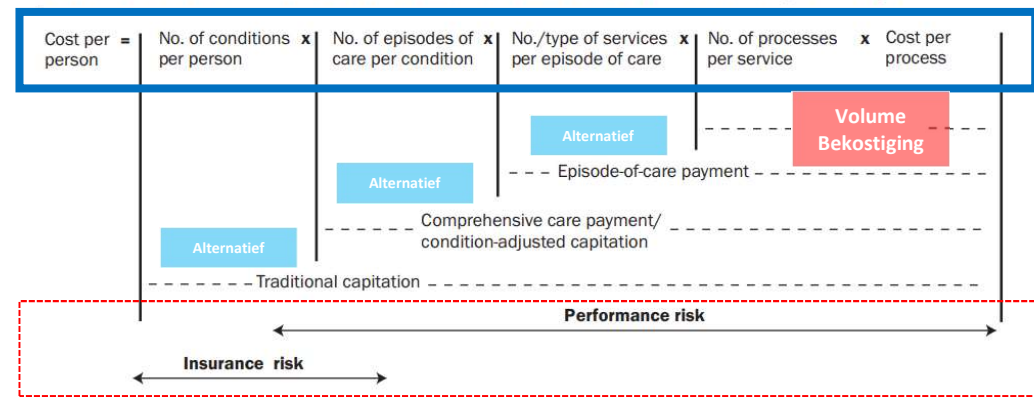 Cost per = No. of conditions x No. of episodes of x No./type of services x No. of processes x Cost per
person per person care per condition per episode of care per service process
Volume
Bekostiging
Alternatief
Episode-of-care payment
Alternatief
Comprehensive care payment/
condition-adjusted capitation
Alternatief
Traditional capitation
Performance risk
Insurance risk